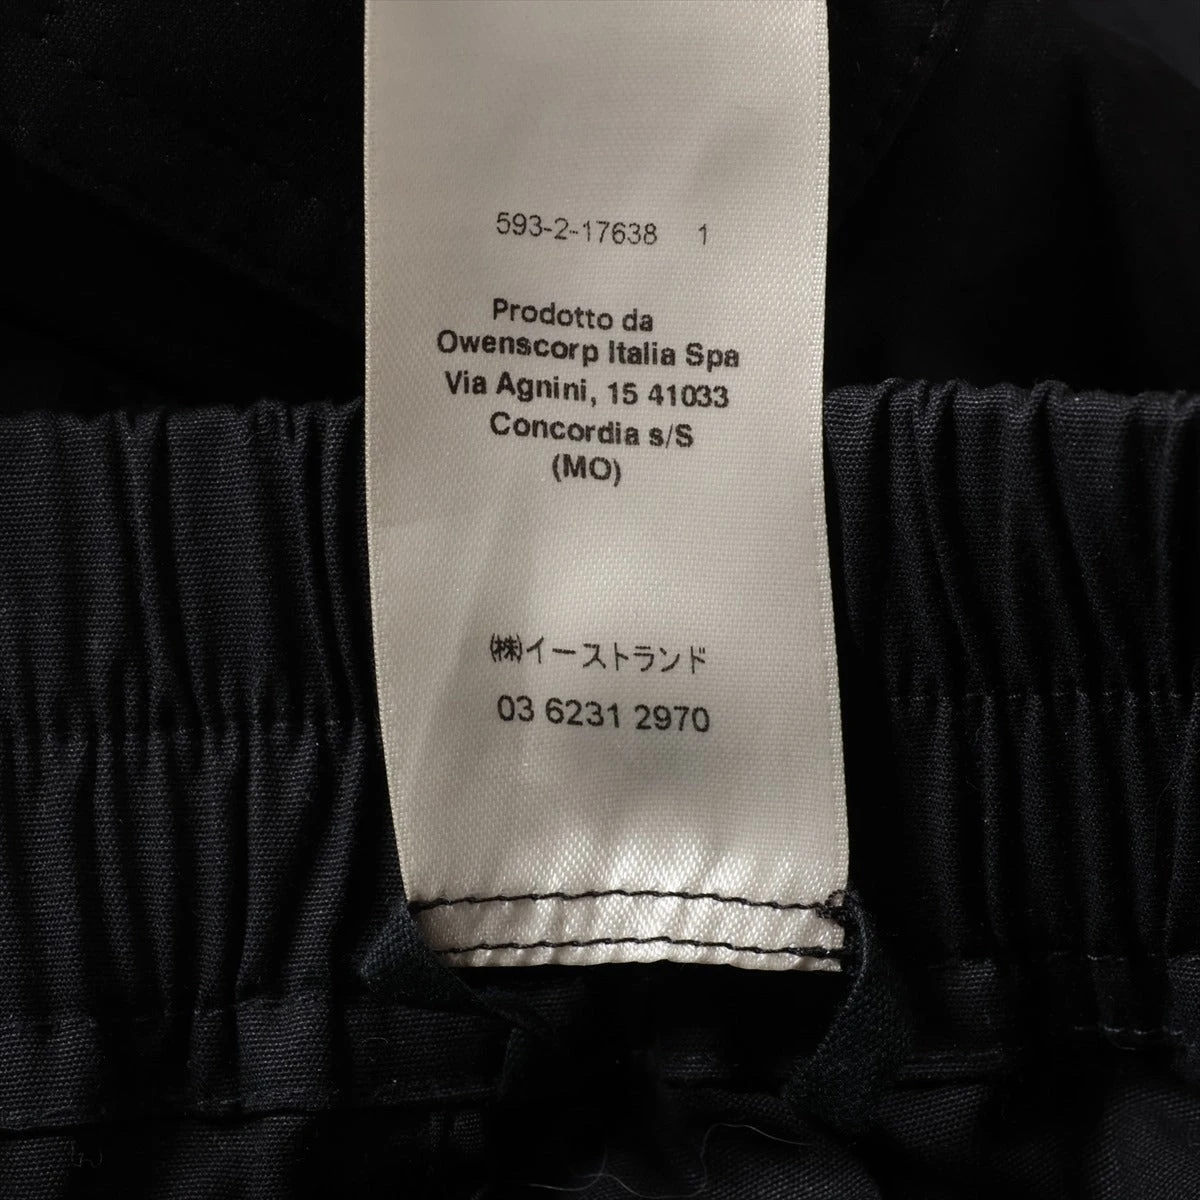 593-2-17638 1
Prodotto da
Owenscorp Italia Spa
Via Agnini, 15 41033
Concordia s/S
(MO)
㈱イーストランド
03 6231 2970